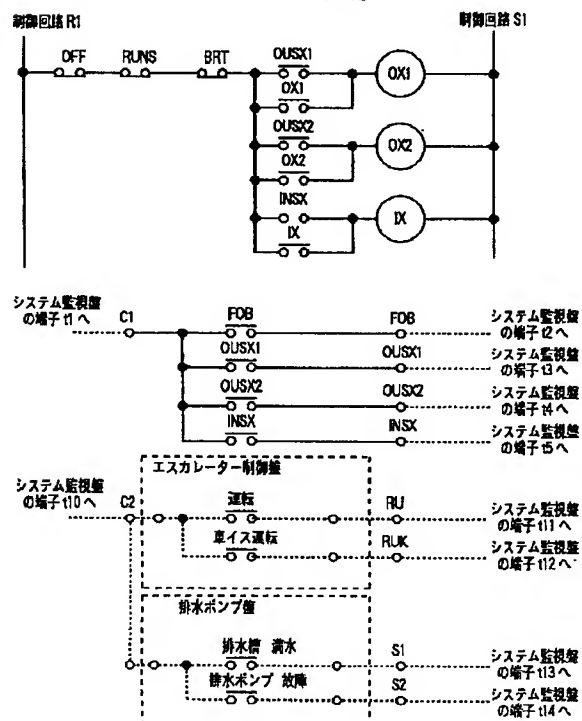 制御回路 R1
制御回路 S1
OFF
RUNS
BRT
OUSX1
OX1
OX1
OUSX2
OX2
OX2
INSX
IX
IX
システム監視盤
の端子 t1 へ
C1
FOB
FOB
システム監視盤
の端子 t2 へ
OUSX1
OUSX1
システム監視盤
の端子 t3 へ
OUSX2
OUSX2
システム監視盤
の端子 t4 へ
INSX
INSX
システム監視盤
の端子 t5 へ
エスカレーター制御盤
システム監視盤
の端子 t10 へ
C2
運転
RU
システム監視盤
の端子 t11 へ
車イス運転
RUK
システム監視盤
の端子 t12 へ
排水ポンプ盤
排水槽 満水
S1
システム監視盤
の端子 t13 へ
排水ポンプ 故障
S2
システム監視盤
の端子 t14 へ